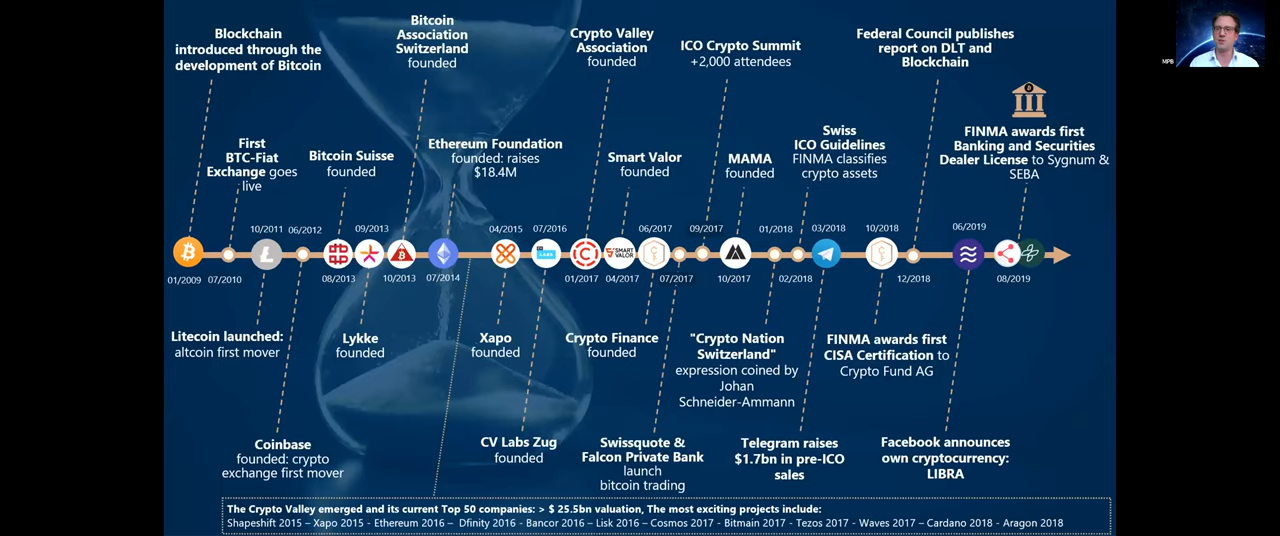 Blockchain
introduced through the
development of Bitcoin
Bitcoin
Association
Switzerland
founded
Crypto Valley
Association
founded
ICO Crypto Summit
+2,000 attendees
Federal Council publishes
report on DLT and
Blockchain
MPB
First
BTC-Fiat
Exchange goes
live
Bitcoin Suisse
founded
Ethereum Foundation
founded: raises
$18.4M
Smart Valor
founded
MAMA
founded
Swiss
ICO Guidelines
FINMA classifies
crypto assets
FINMA awards first
Banking and Securities
Dealer License to Sygnum &
SEBA
10/2011 06/2012 09/2013 04/2015 07/2016 06/2017 09/2017 01/2018 03/2018 10/2018 06/2019
LABS
SMART
VALOR
01/2009 07/2010 08/2013 10/2013 07/2014 01/2017 04/2017 07/2017 10/2017 02/2018 12/2018 08/2019
Litecoin launched:
altcoin first mover
Lykke
founded
Xapo
founded
Crypto Finance
founded
"Crypto Nation
Switzerland"
expression coined by
Johan
Schneider-Ammann
FINMA awards first
CISA Certification to
Crypto Fund AG
Coinbase
founded: crypto
exchange first mover
CV Labs Zug
founded
Swissquote &
Falcon Private Bank
launch
bitcoin trading
Telegram raises
$1.7bn in pre-ICO
sales
Facebook announces
own cryptocurrency:
LIBRA
The Crypto Valley emerged and its current Top 50 companies: > $ 25.5bn valuation, The most exciting projects include:
Shapeshift 2015 – Xapo 2015 - Ethereum 2016 – Dfinity 2016 - Bancor 2016 – Lisk 2016 – Cosmos 2017 - Bitmain 2017 - Tezos 2017 - Waves 2017 – Cardano 2018 - Aragon 2018